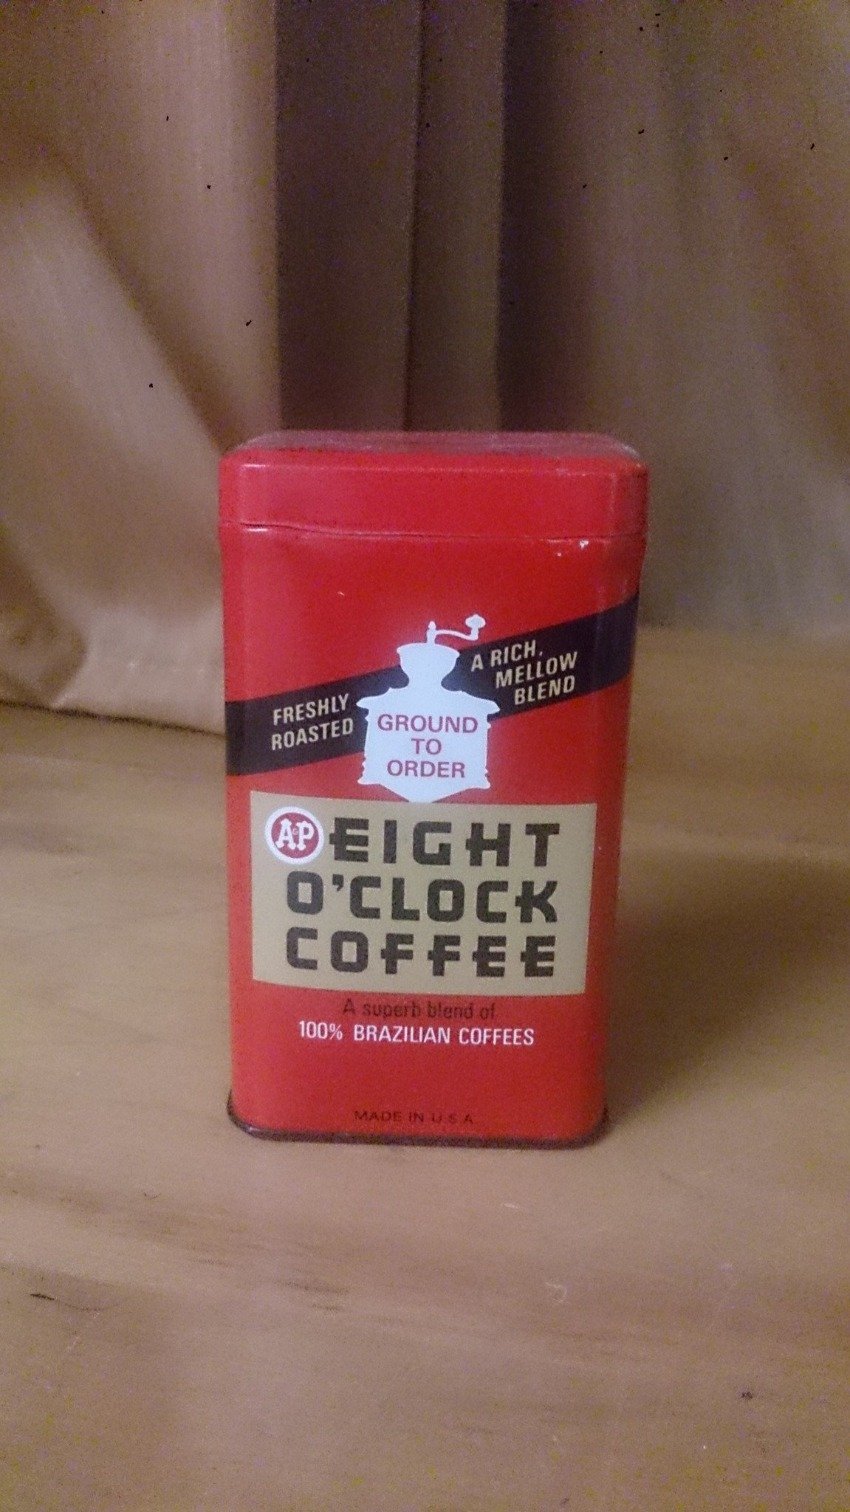 FRESHLY
ROASTED
A RICH,
MELLOW
BLEND
GROUND
TO
ORDER
A&P EIGHT
O'CLOCK
COFFEE
A superb blend of
100% BRAZILIAN COFFEES
MADE IN U.S.A.